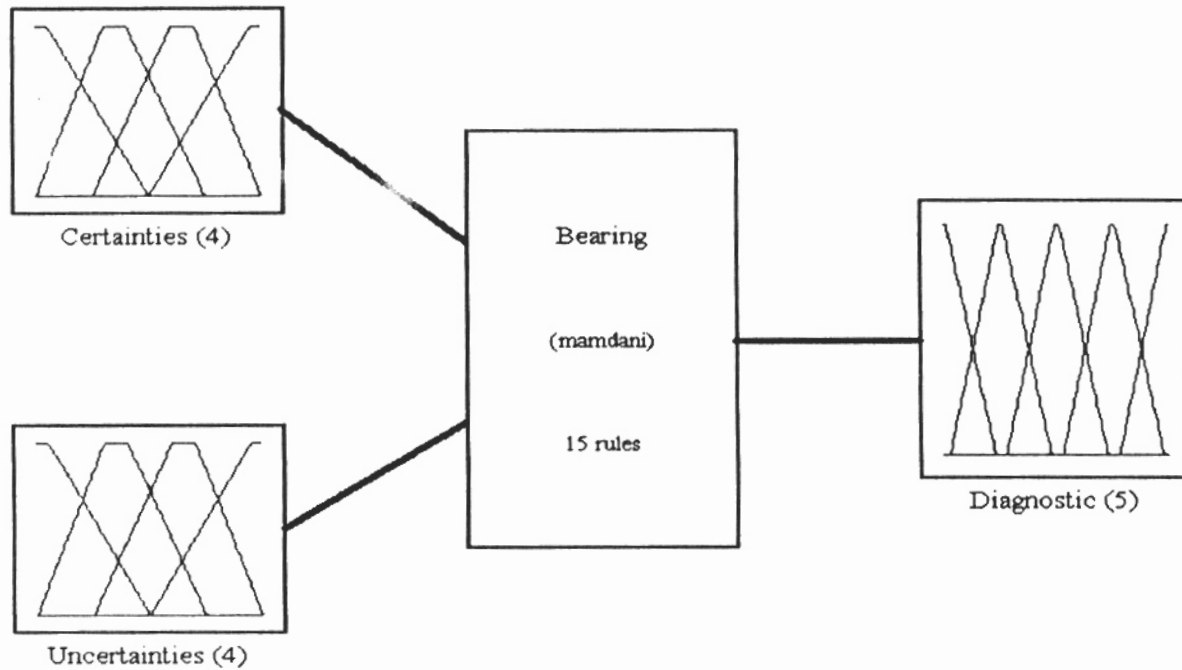 Certainties (4)
Uncertainties (4)
Bearing
(mamdani)
15 rules
Diagnostic (5)